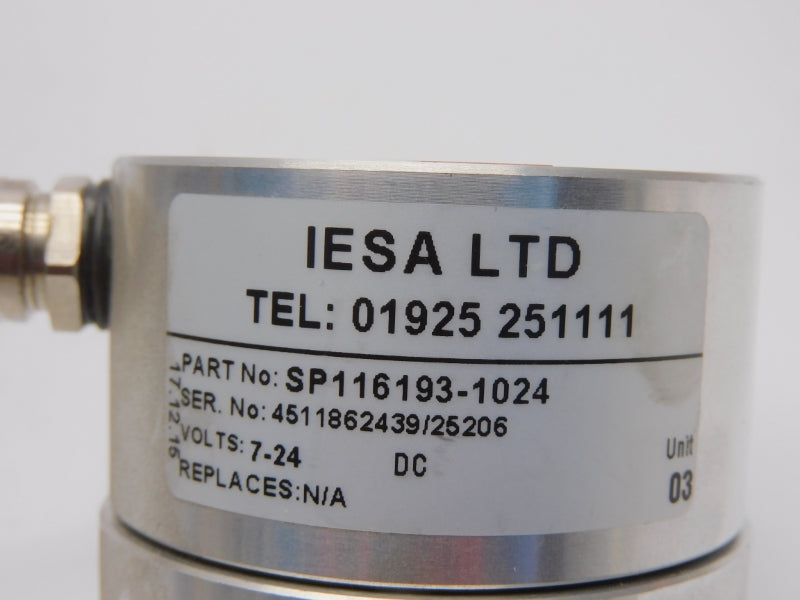 IESA LTD
TEL: 01925 251111
PART No: SP116193-1024
SER. No: 4511862439/25206
VOLTS: 7-24 DC
REPLACES:N/A
17.12.15
Unit
03